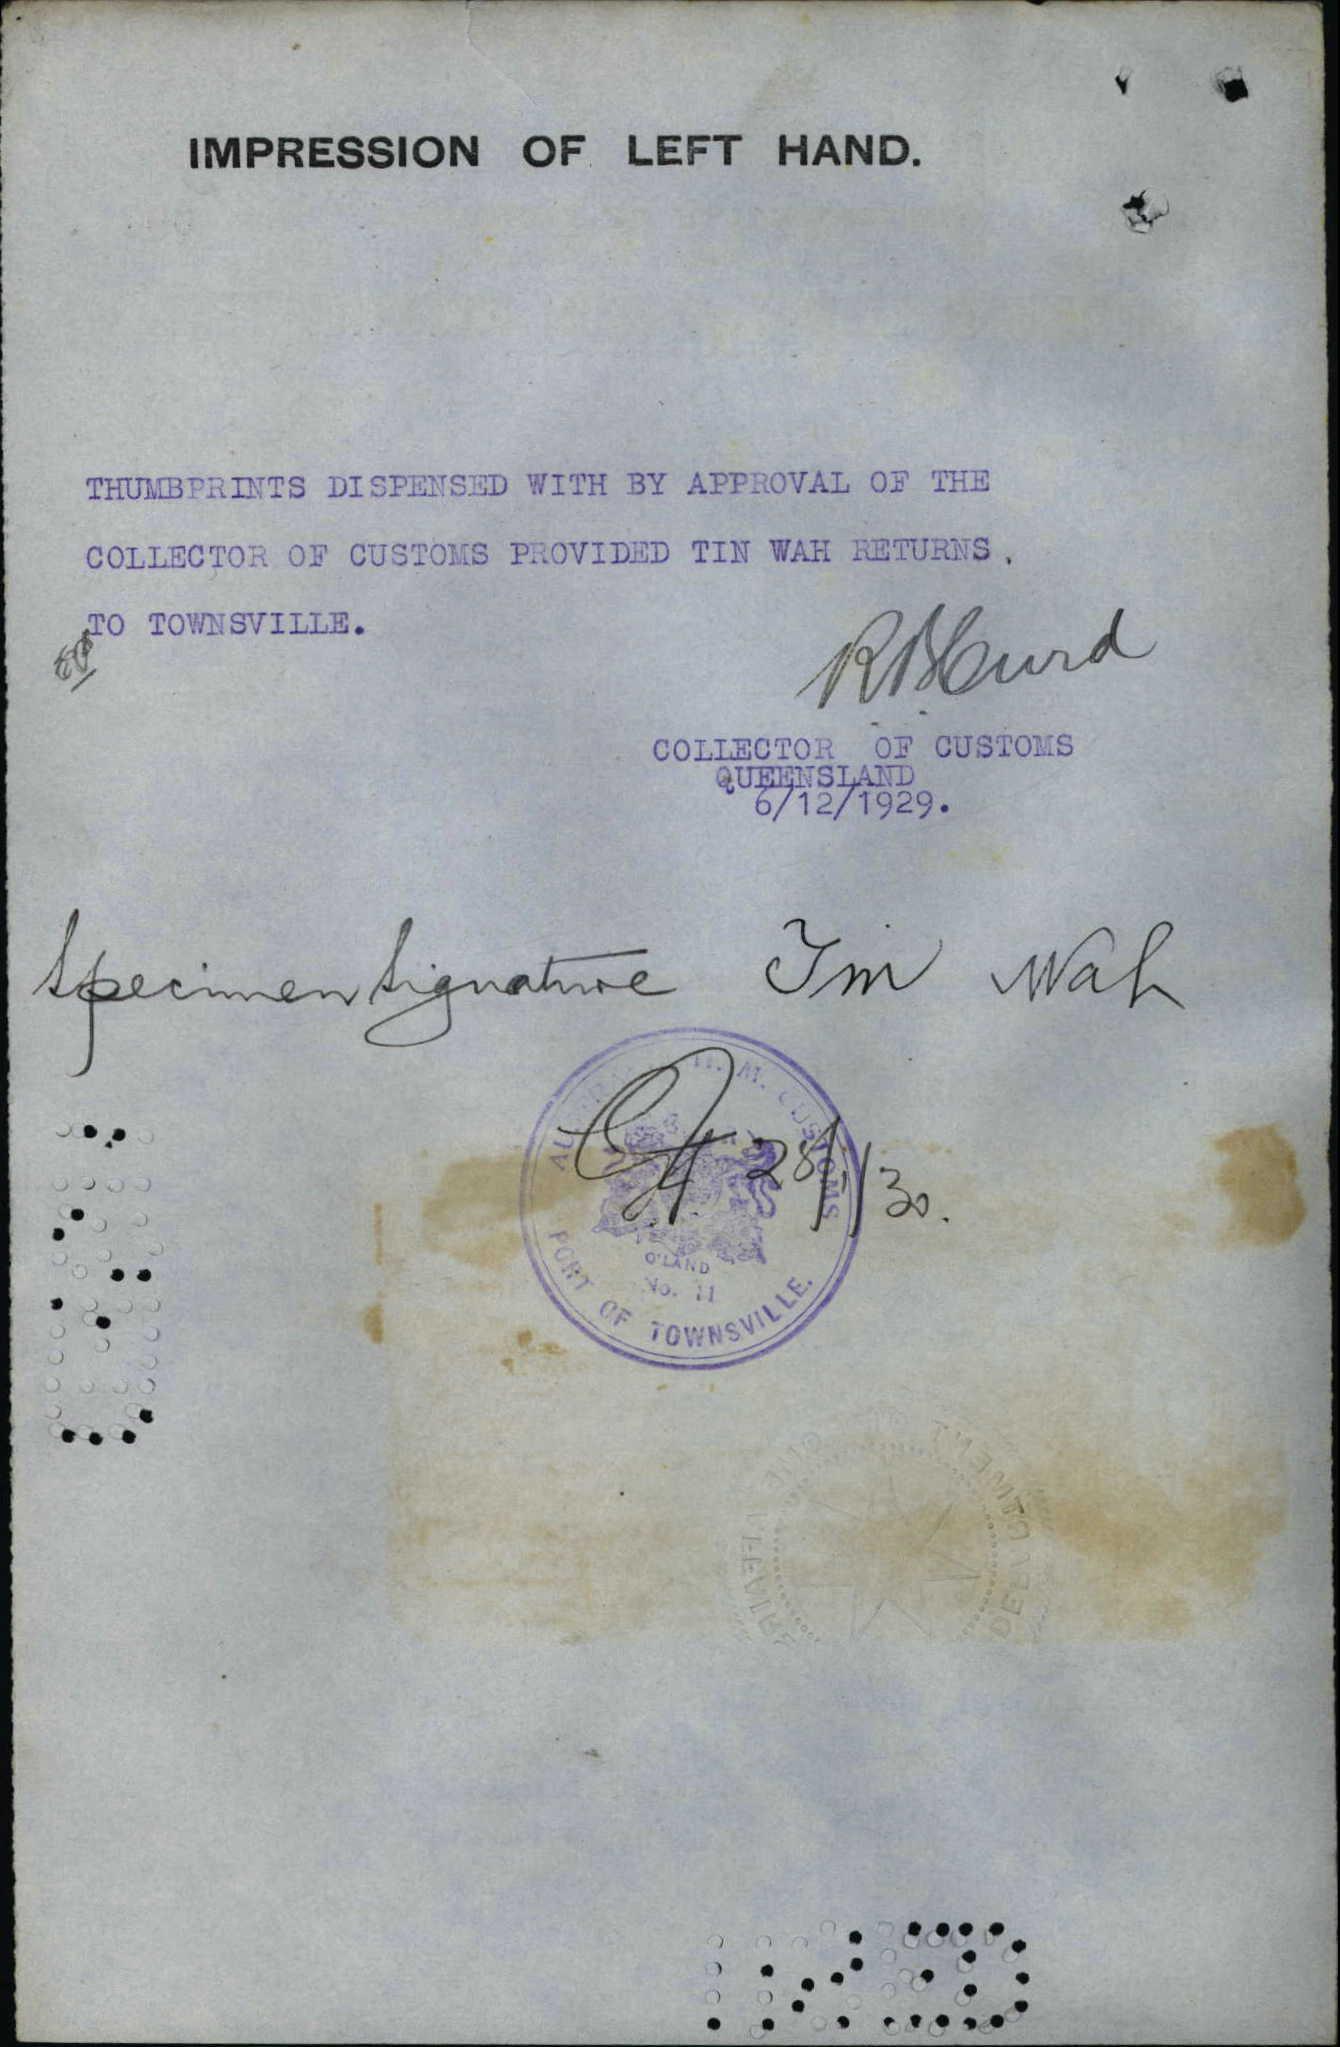 IMPRESSION OF LEFT HAND.
THUMBPRINTS DISPENSED WITH BY APPROVAL OF THE
COLLECTOR OF CUSTOMS PROVIDED TIN WAH RETURNS.
TO TOWNSVILLE.
R B Curd
COLLECTOR OF CUSTOMS
QUEENSLAND
6/12/1929.
Specimen Signature Tin Wah
H. M. CUSTOMS
28/1/30.
Q'LAND
No. 11
PORT OF TOWNSVILLE.